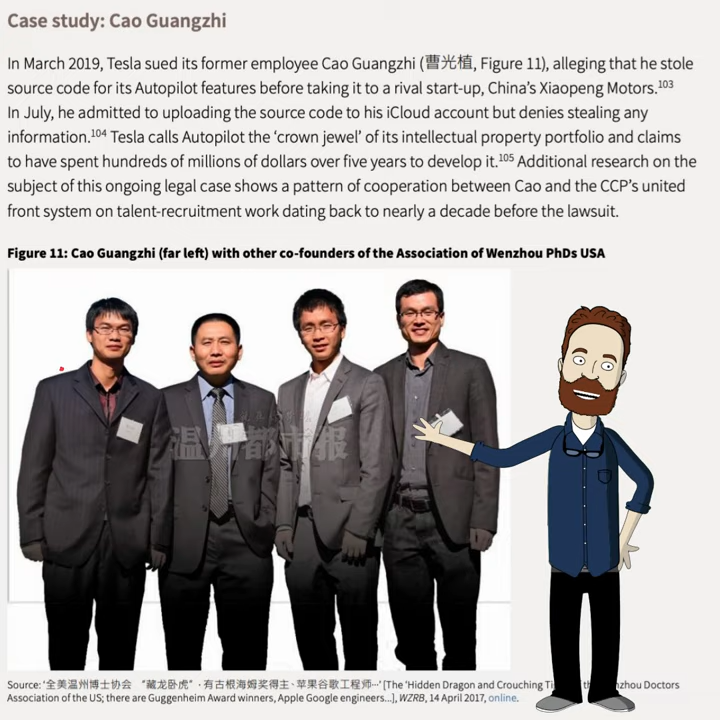 Case study: Cao Guangzhi
In March 2019, Tesla sued its former employee Cao Guangzhi (曹光植, Figure 11), alleging that he stole
source code for its Autopilot features before taking it to a rival start-up, China's Xiaopeng Motors.103
In July, he admitted to uploading the source code to his iCloud account but denies stealing any
information.104 Tesla calls Autopilot the 'crown jewel' of its intellectual property portfolio and claims
to have spent hundreds of millions of dollars over five years to develop it.105 Additional research on the
subject of this ongoing legal case shows a pattern of cooperation between Cao and the CCP's united
front system on talent-recruitment work dating back to nearly a decade before the lawsuit.
Figure 11: Cao Guangzhi (far left) with other co-founders of the Association of Wenzhou PhDs USA
温州都市报
Source: '全美温州博士协会 "藏龙卧虎"·有古根海姆奖得主、苹果谷歌工程师…' [The 'Hidden Dragon and Crouching the nzhou Doctors
Association of the US; there are Guggenheim Award winners, Apple Google engineers...], WZRB, 14 April 2017, online.